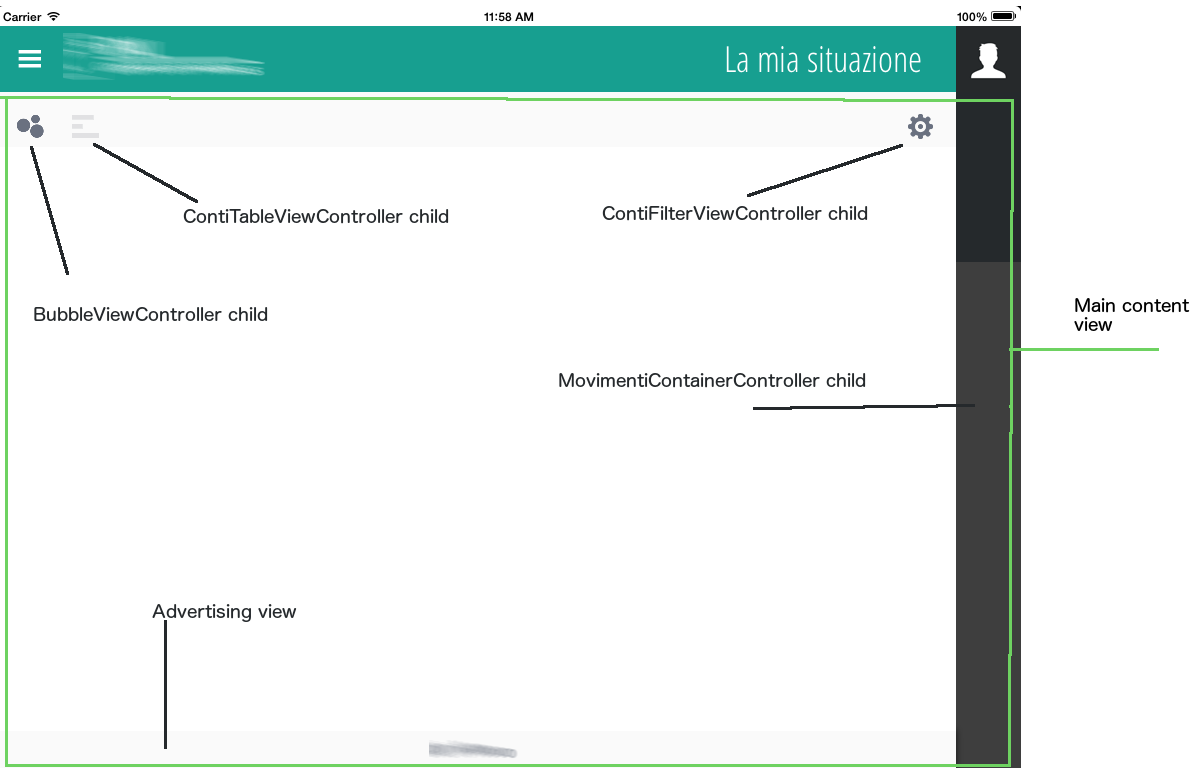 Carrier 11:58 AM 100%
La mia situazione
ContiTableViewController child
ContiFilterViewController child
BubbleViewController child
Main content
view
MovimentiContainerController child
Advertising view